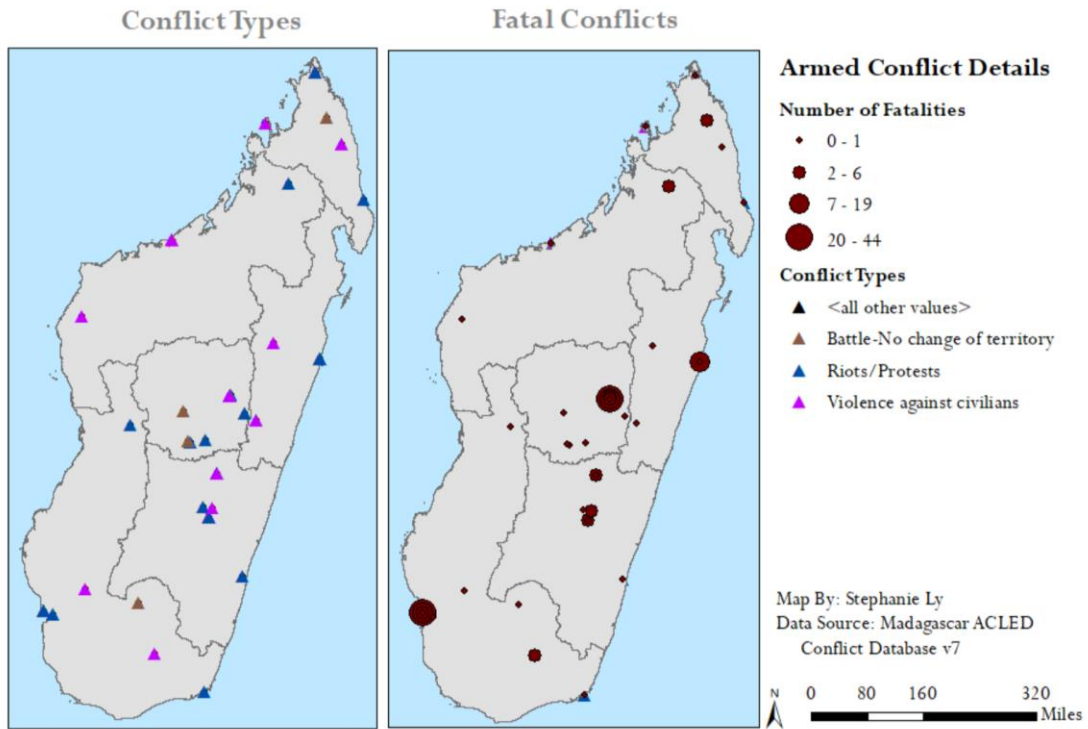 Conflict Types
Fatal Conflicts
Armed Conflict Details
Number of Fatalities
0 - 1
2 - 6
7 - 19
20 - 44
Conflict Types
<all other values>
Battle-No change of territory
Riots/Protests
Violence against civilians
Map By: Stephanie Ly
Data Source: Madagascar ACLED
Conflict Database v7
N
0 80 160 320
Miles